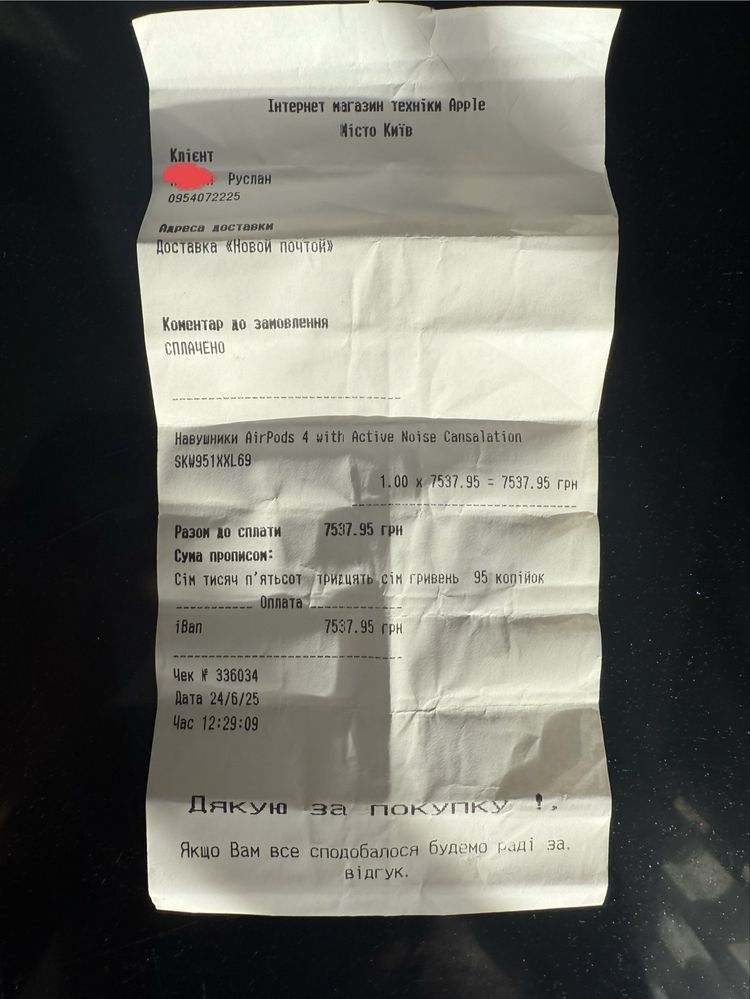 Інтернет магазин техніки Apple
Місто Київ
Клієнт
Руслан
0954072225
Адреса доставки
Доставка «Новой почтой»
Коментар до замовлення
СПЛАЧЕНО
Навушники AirPods 4 with Active Noise Cansalation
SKW951XXL69
1.00 x 7537.95 = 7537.95 грн
Разом до сплати 7537.95 грн
Сума прописом:
Сім тисяч п'ятьсот тридцять сім гривень 95 копійок
Оплата
iBan 7537.95 грн
Чек № 336034
Дата 24/6/25
Час 12:29:09
Дякую за покупку !.
Якщо Вам все сподобалося будемо раді за.
відгук.